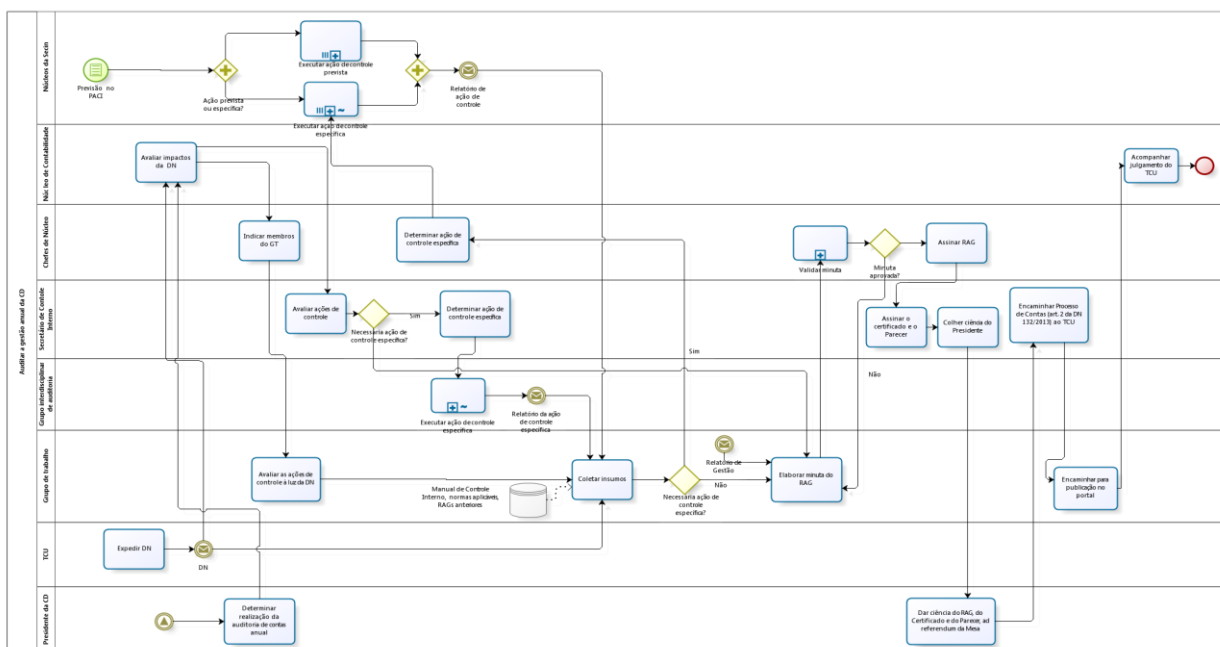 Auditar a gestão anual da CD
Núcleos da Secin
Previsão no
PACI
Ação prevista
ou específica?
Executar ação de controle
prevista
Executar ação de controle
específica
Relatório de
ação de
controle
Núcleo de Contabilidade
Avaliar impactos
da DN
Acompanhar
julgamento do
TCU
Chefes de Núcleo
Indicar membros
do GT
Determinar ação de
controle específica
Validar minuta
Minuta
aprovada?
Assinar RAG
Secretário de Controle
Interno
Avaliar ações de
controle
Necessária ação de
controle específica?
Sim
Determinar ação de
controle específica
Assinar o
certificado e o
Parecer
Colher ciência do
Presidente
Encaminhar Processo
de Contas (art. 2 da DN
132/2013) ao TCU
Sim
Não
Grupo interdisciplinar
de auditoria
Executar ação de controle
específica
Relatório da ação
de controle
específica
Grupo de trabalho
Avaliar as ações de
controle à luz da DN
Manual de Controle
Interno, normas aplicáveis,
RAGs anteriores
Coletar insumos
Necessária ação de
controle
específica?
Não
Relatório de
Gestão
Elaborar minuta do
RAG
Encaminhar para
publicação no
portal
TCU
Expedir DN
DN
Presidente da CD
Determinar
realização da
auditoria de contas
anual
Dar ciência do RAG, do
Certificado e do Parecer, ad
referendum da Mesa